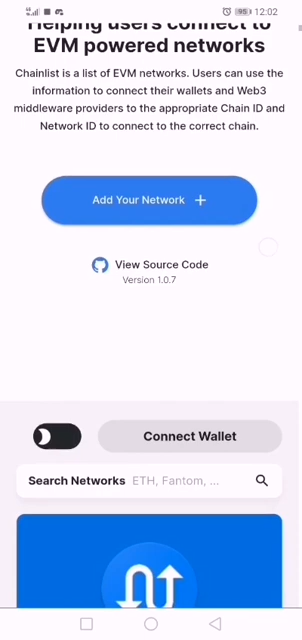 95 12:02
Helping users connect to
EVM powered networks
Chainlist is a list of EVM networks. Users can use the
information to connect their wallets and Web3
middleware providers to the appropriate Chain ID and
Network ID to connect to the correct chain.
Add Your Network +
View Source Code
Version 1.0.7
Connect Wallet
Search Networks ETH, Fantom, ...